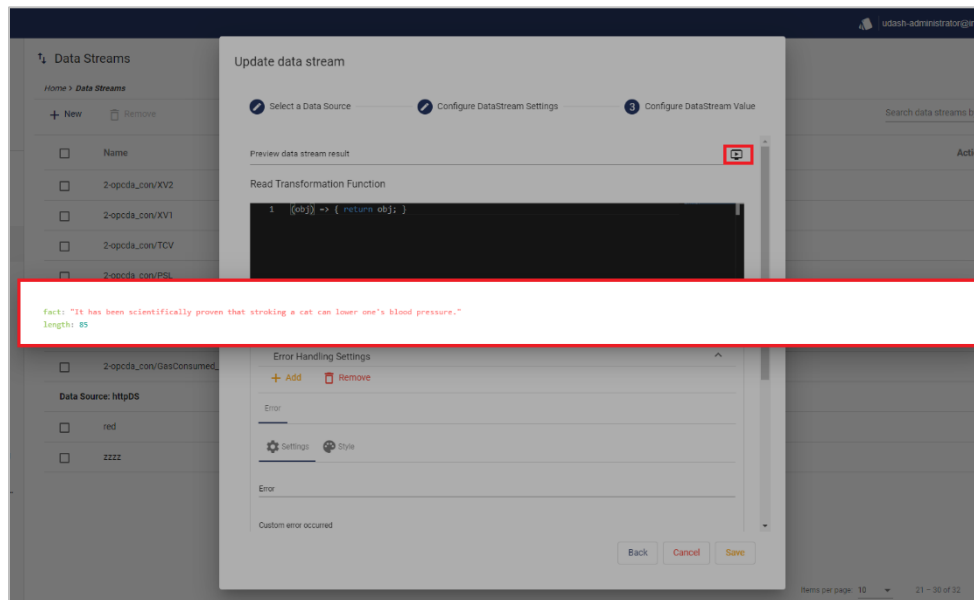 udash-administrator@in
Data Streams
Home > Data Streams
New
Remove
Search data streams b
Name
Acti
2-opcda_con/XV2
2-opcda_con/XV1
2-opcda_con/TCV
2-opcda_con/PSL
Update data stream
Select a Data Source
Configure DataStream Settings
3 Configure DataStream Value
Preview data stream result
Read Transformation Function
1 (obj) => { return obj; }
fact: "It has been scientifically proven that stroking a cat can lower one's blood pressure."
length: 85
2-opcda_con/GasConsumed_
Data Source: httpDS
red
zzzz
Error Handling Settings
+ Add
Remove
Error
Settings
Style
Error
Custom error occurred
Back
Cancel
Save
Items per page 10
21 – 30 of 32